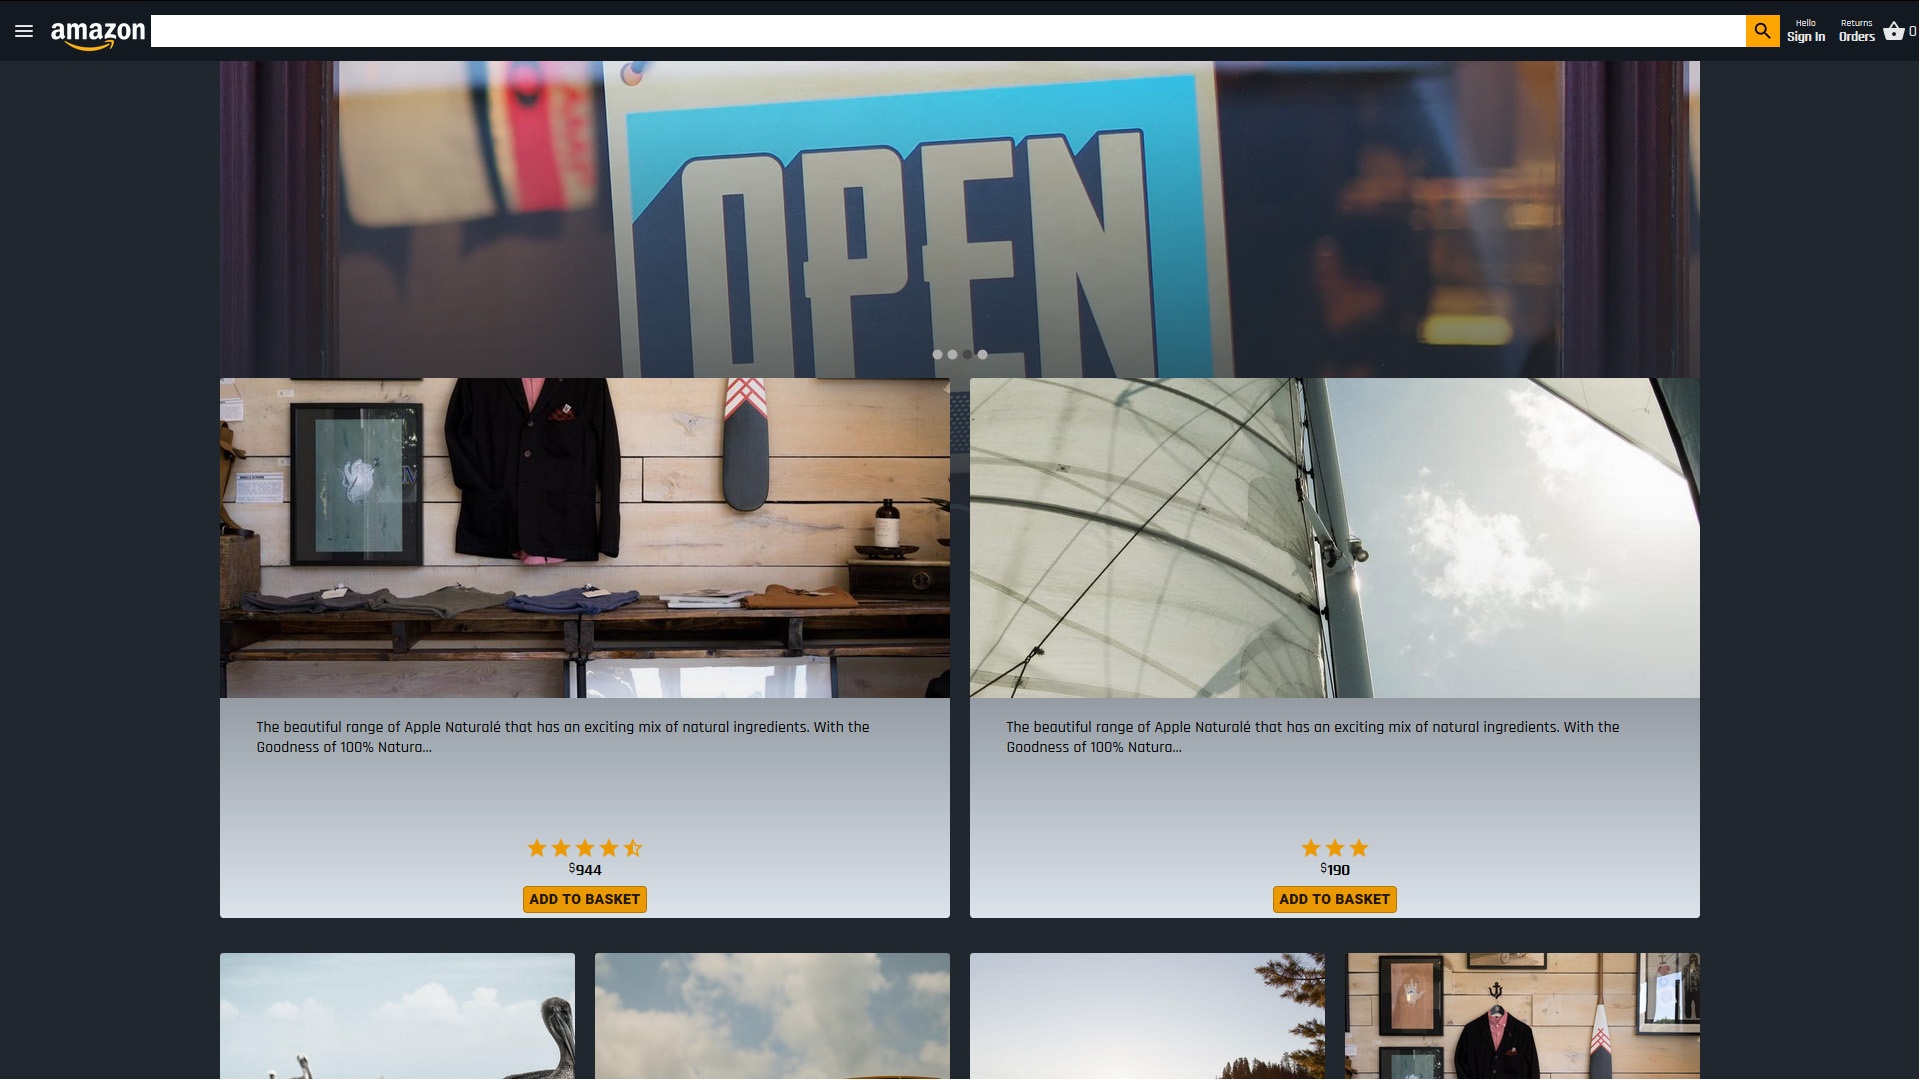 amazon
Hello
Sign In
Returns
Orders
0
OPEN
The beautiful range of Apple Naturalé that has an exciting mix of natural ingredients. With the
Goodness of 100% Natura...
$944
ADD TO BASKET
The beautiful range of Apple Naturalé that has an exciting mix of natural ingredients. With the
Goodness of 100% Natura...
$190
ADD TO BASKET